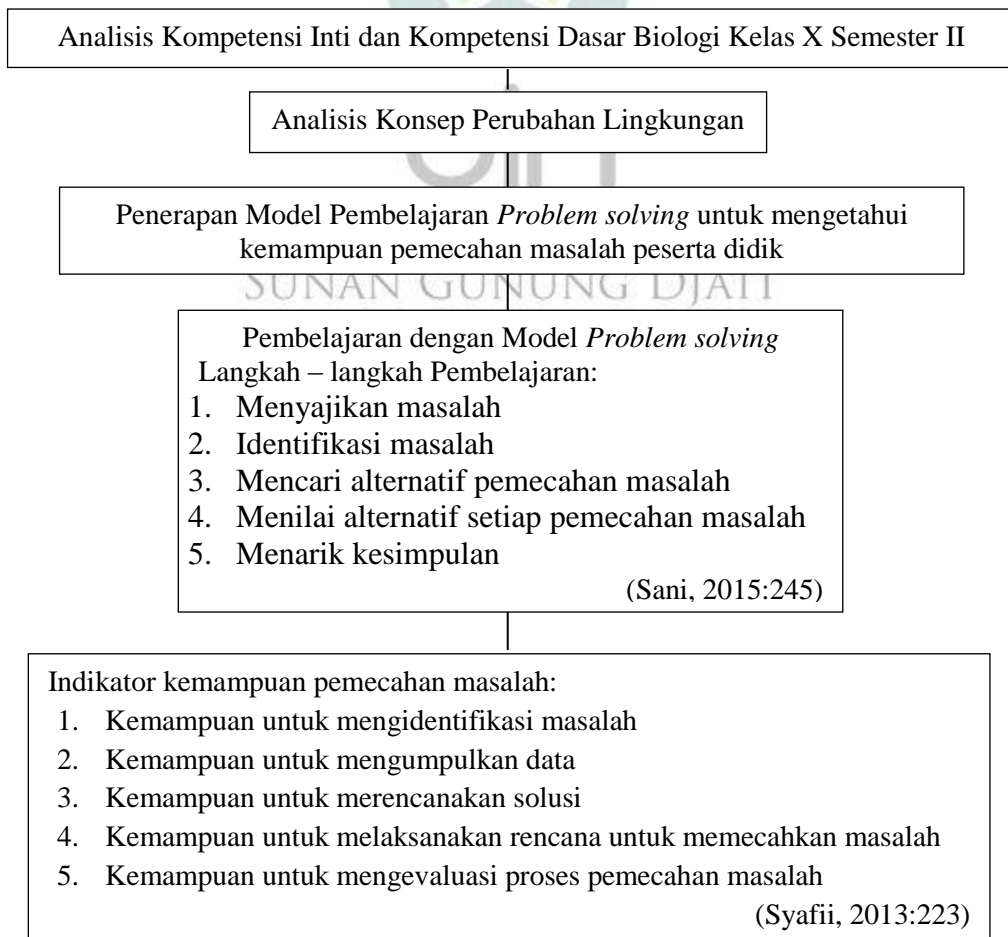 Analisis Kompetensi Inti dan Kompetensi Dasar Biologi Kelas X Semester II
Analisis Konsep Perubahan Lingkungan
uin
Penerapan Model Pembelajaran Problem solving untuk mengetahui
kemampuan pemecahan masalah peserta didik
SUNAN GUNUNG DJATI
Pembelajaran dengan Model Problem solving
Langkah – langkah Pembelajaran:
1. Menyajikan masalah
2. Identifikasi masalah
3. Mencari alternatif pemecahan masalah
4. Menilai alternatif setiap pemecahan masalah
5. Menarik kesimpulan
(Sani, 2015:245)
Indikator kemampuan pemecahan masalah:
1. Kemampuan untuk mengidentifikasi masalah
2. Kemampuan untuk mengumpulkan data
3. Kemampuan untuk merencanakan solusi
4. Kemampuan untuk melaksanakan rencana untuk memecahkan masalah
5. Kemampuan untuk mengevaluasi proses pemecahan masalah
(Syafii, 2013:223)